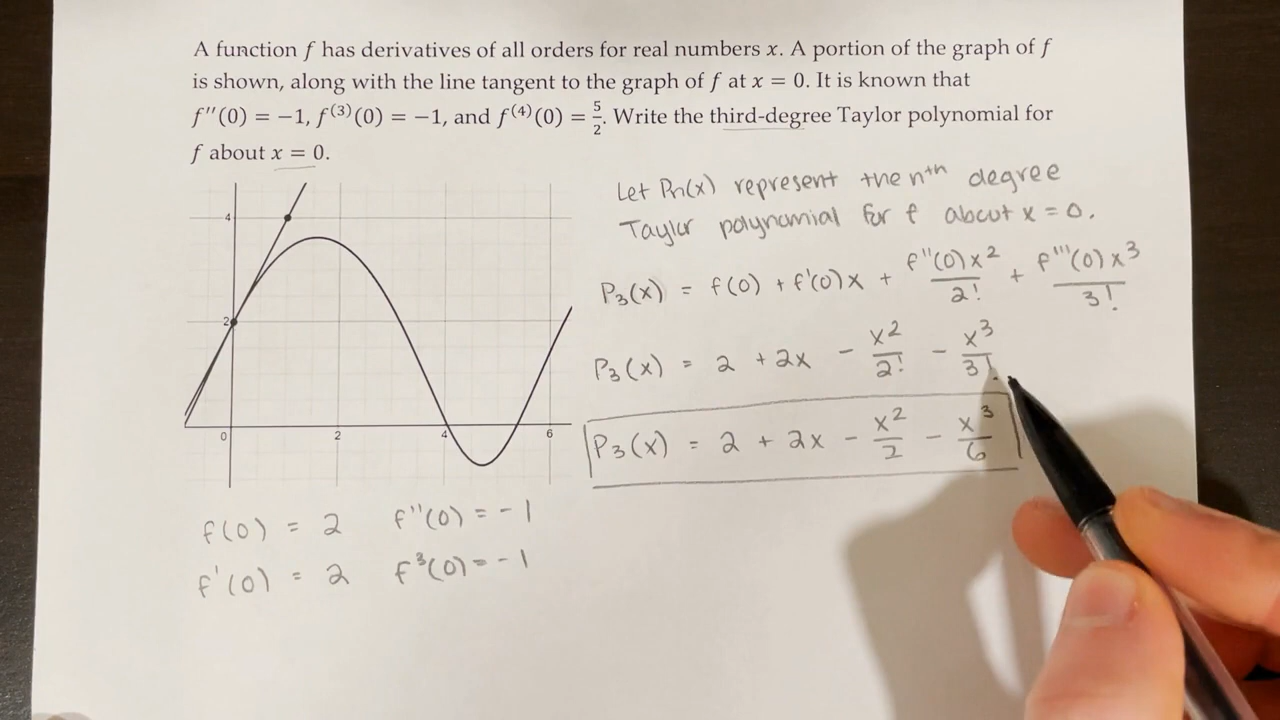 A function f has derivatives of all orders for real numbers x. A portion of the graph of f
is shown, along with the line tangent to the graph of f at x = 0. It is known that
f''(0) = −1, f⁽³⁾(0) = −1, and f⁽⁴⁾(0) = 5/2. Write the third-degree Taylor polynomial for
f about x = 0.
Let Pn(x) represent the nth degree
Taylor polynomial for f about x = 0.
P₃(x) = f(0) + f'(0)x + f''(0)x²/2! + f'''(0)x³/3!
P₃(x) = 2 + 2x − x²/2! − x³/3!
P₃(x) = 2 + 2x − x²/2 − x³/6
4
2
0 2 4 6
f(0) = 2 f''(0) = −1
f'(0) = 2 f³(0) = −1